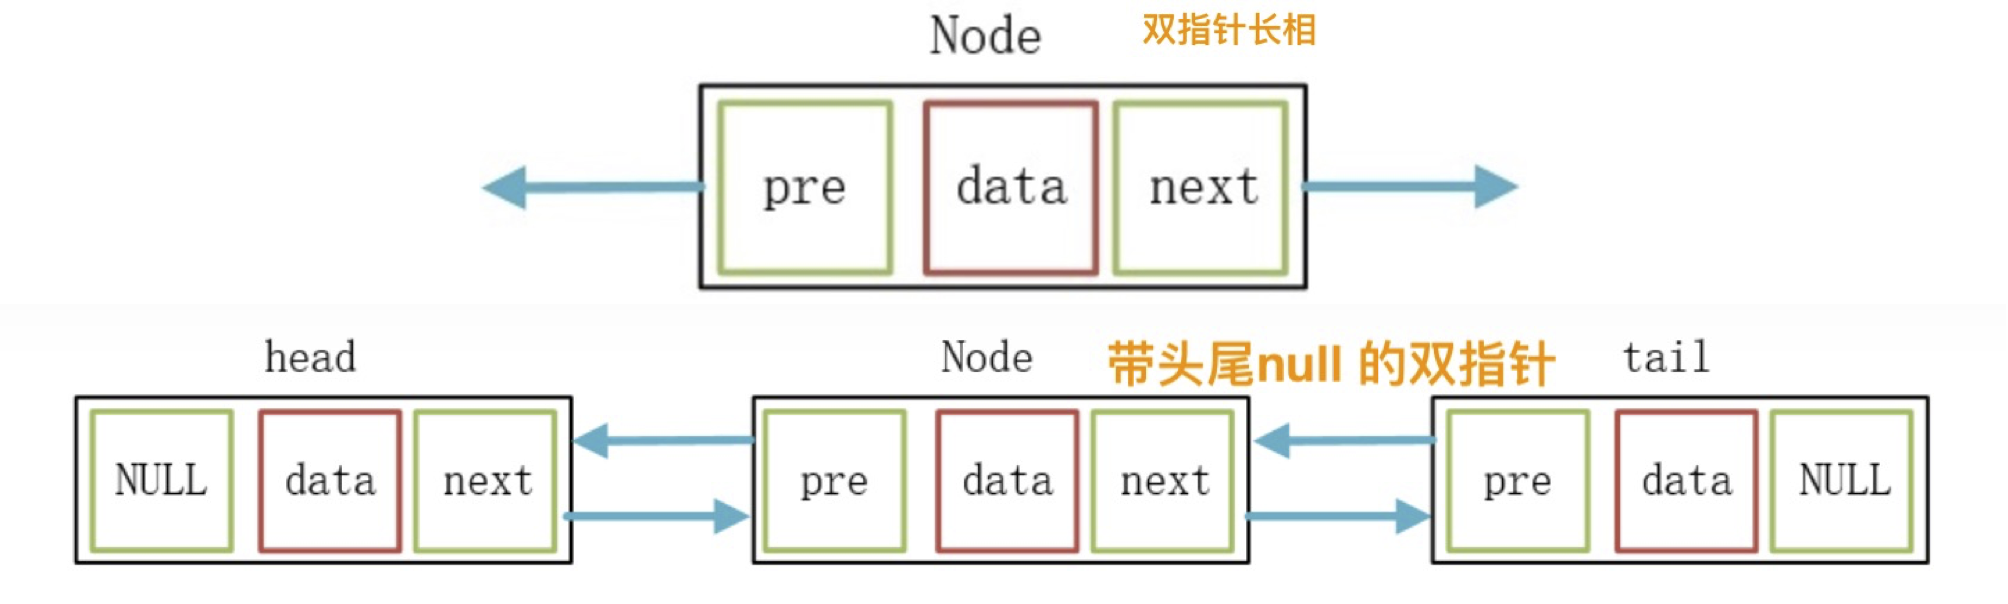 Node 双指针长相
pre data next
head Node 带头尾null 的双指针 tail
NULL data next pre data next pre data NULL